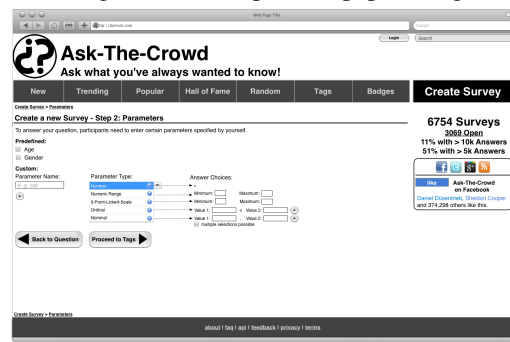 Web Page Title
http://domain.com
Google
Login
Search
Ask-The-Crowd
Ask what you've always wanted to know!
New
Trending
Popular
Hall of Fame
Random
Tags
Badges
Create Survey
Create Survey > Parameters
Create a new Survey - Step 2: Parameters
To answer your question, participants need to enter certain parameters specified by yourself.
Predefined:
Age
Gender
Custom:
Parameter Name:
Parameter Type:
Answer Choices:
e. g. car
Number
Numeric Range
Minimum:
Maximum:
5-Point-Lickert-Scale
Minimum:
Maximum:
Ordinal
Value 1:
< Value 2:
Nominal
Value 1:
, Value 2:
multiple selections possible
Back to Question
Proceed to Tags
6754 Surveys
3069 Open
11% with > 10k Answers
51% with > 5k Answers
like
Ask-The-Crowd
on Facebook
Daniel Düsentrieb, Sheldon Cooper
and 374,298 others like this.
Create Survey > Parameters
about I faq I api I feedback I privacy I terms